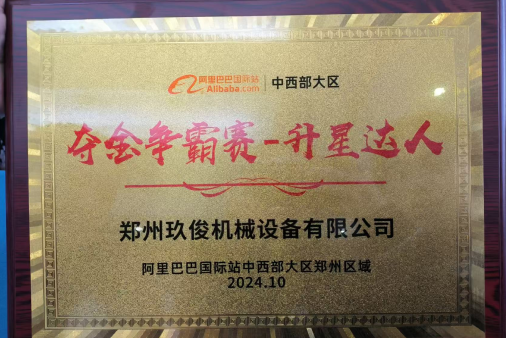 阿里巴巴国际站
Alibaba.com
中西部大区
夺金争霸赛-升星达人
郑州玖俊机械设备有限公司
阿里巴巴国际站中西部大区郑州区域
2024.10